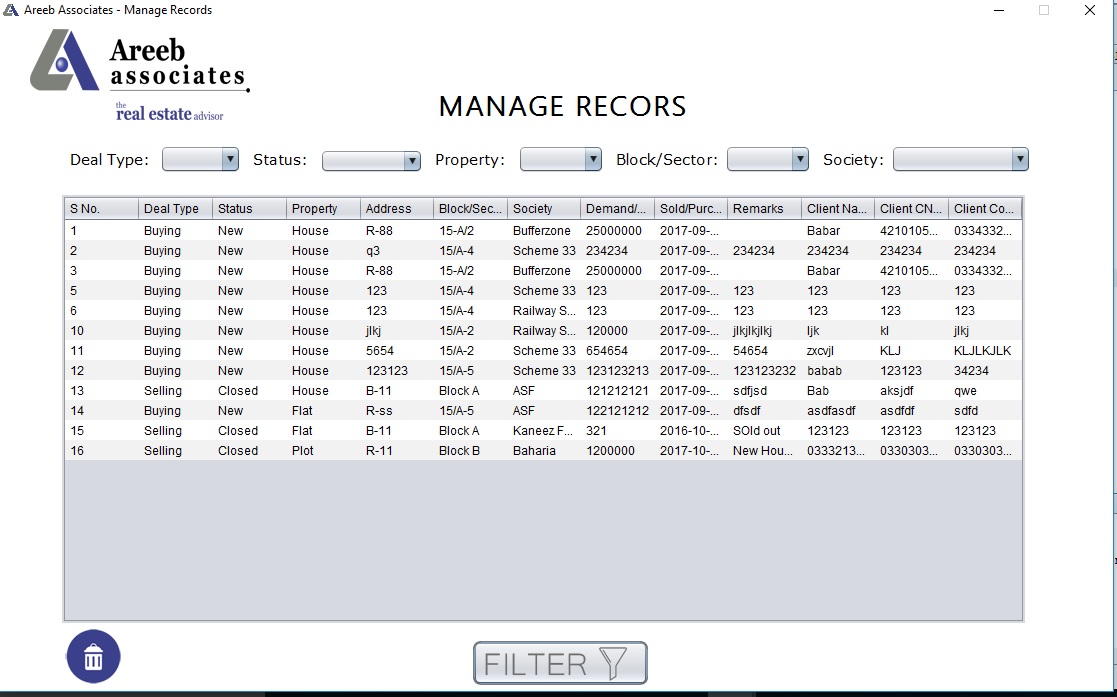 Areeb Associates - Manage Records
Areeb
associates
the
real estate advisor
MANAGE RECORS
Deal Type: Status: Property: Block/Sector: Society:
S No. Deal Type Status Property Address Block/Sec... Society Demand/... Sold/Purc... Remarks Client Na... Client CN... Client Co...
1 Buying New House R-88 15-A/2 Bufferzone 25000000 2017-09-... Babar 4210105... 0334332...
2 Buying New House q3 15/A-4 Scheme 33 234234 2017-09-... 234234 234234 234234 234234
3 Buying New House R-88 15-A/2 Bufferzone 25000000 2017-09-... Babar 4210105... 0334332...
5 Buying New House 123 15/A-4 Scheme 33 123 2017-09-... 123 123 123 123
6 Buying New House 123 15/A-4 Railway S... 123 2017-09-... 123 123 123 123
10 Buying New House jlkj 15/A-2 Railway S... 120000 2017-09-... jlkjlkjlkj ljk kl jlkj
11 Buying New House 5654 15/A-2 Scheme 33 654654 2017-09-... 54654 zxcvjl KLJ KLJLKJLK
12 Buying New House 123123 15/A-5 Scheme 33 123123213 2017-09-... 123123232 babab 123123 34234
13 Selling Closed House B-11 Block A ASF 121212121 2017-09-... sdfjsd Bab aksjdf qwe
14 Buying New Flat R-ss 15/A-5 ASF 122121212 2017-09-... dfsdf asdfasdf asdfdf sdfd
15 Selling Closed Flat B-11 Block A Kaneez F... 321 2016-10-... SOld out 123123 123123 123123
16 Selling Closed Plot R-11 Block B Baharia 1200000 2017-10-... New Hou... 0333213... 0330303... 0330303...
FILTER